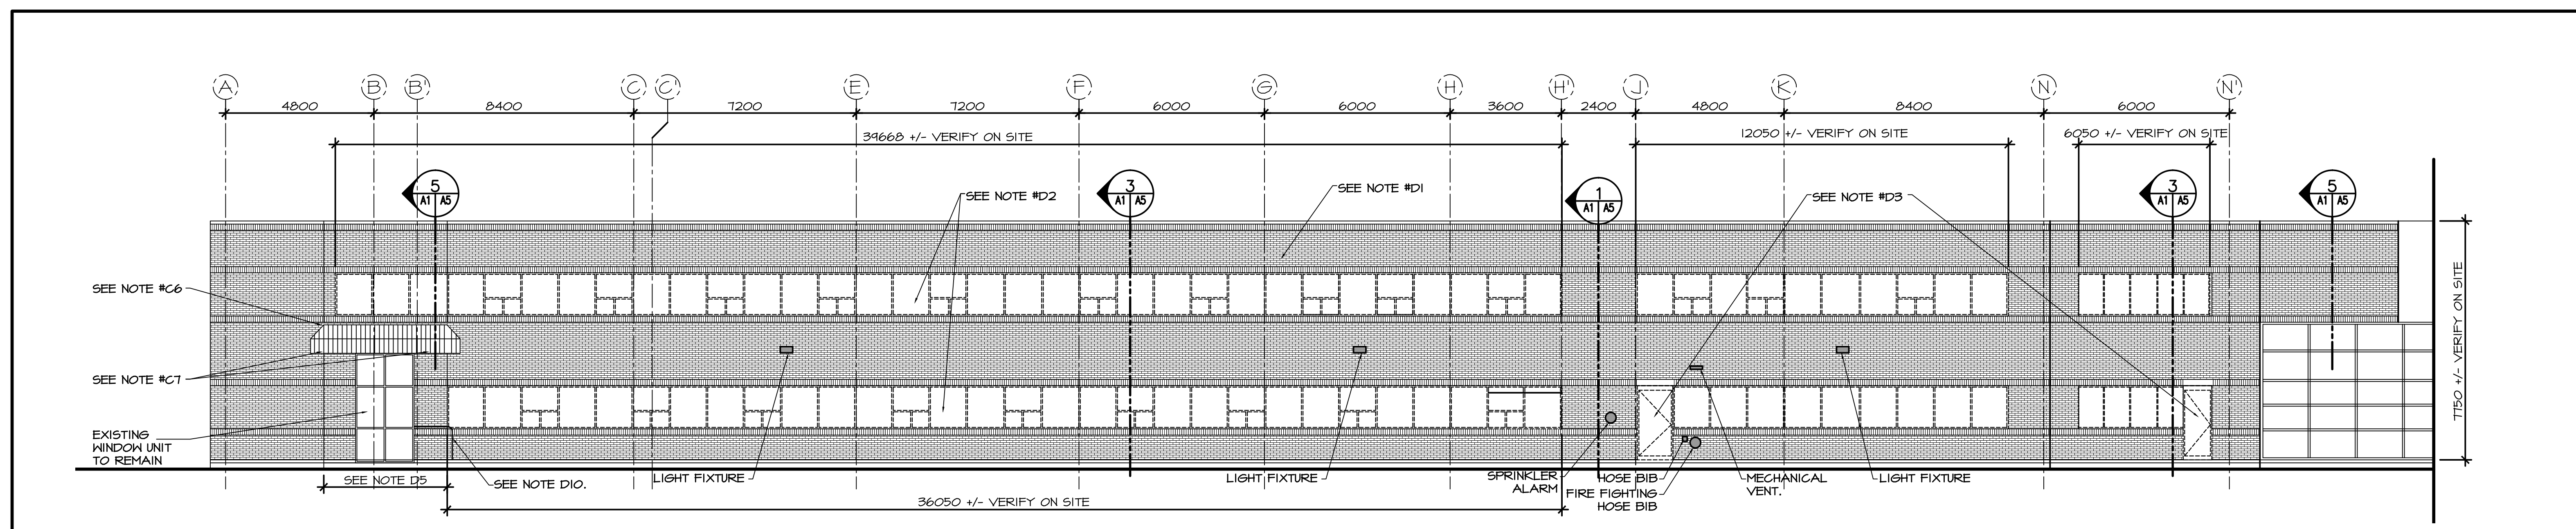 A
B
B'
C
C'
E
F
G
H
H'
J
K
N
N'
4800
8400
7200
7200
6000
6000
3600
2400
4800
8400
6000
39668 +/- VERIFY ON SITE
12050 +/- VERIFY ON SITE
6050 +/- VERIFY ON SITE
5
A1 A5
3
A1 A5
1
A1 A5
3
A1 A5
5
A1 A5
SEE NOTE #D2
SEE NOTE #D1
SEE NOTE #D3
SEE NOTE #C6
SEE NOTE #C7
EXISTING
WINDOW UNIT
TO REMAIN
7750 +/- VERIFY ON SITE
SEE NOTE D5
SEE NOTE D10.
LIGHT FIXTURE
LIGHT FIXTURE
SPRINKLER
ALARM
HOSE BIB
FIRE FIGHTING
HOSE BIB
MECHANICAL
VENT.
LIGHT FIXTURE
36050 +/- VERIFY ON SITE